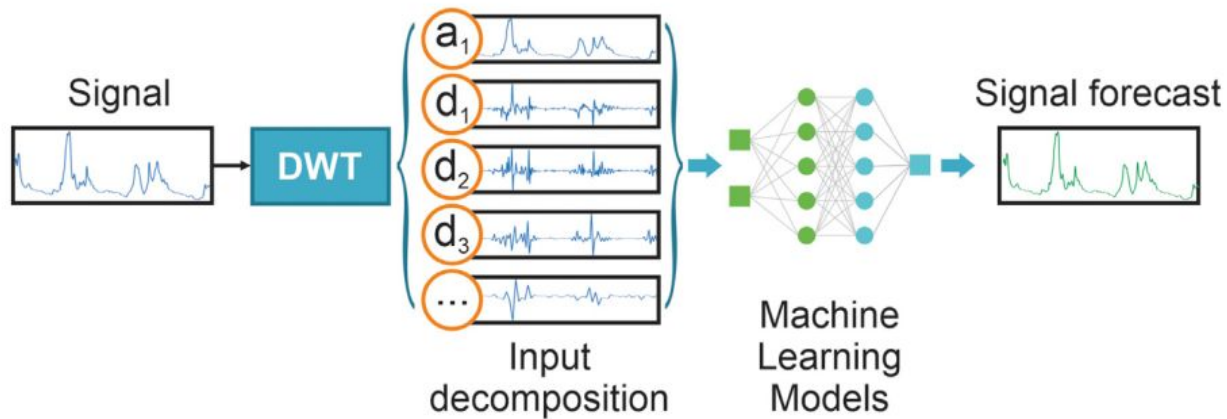 Signal
DWT
a₁
d₁
d₂
d₃
...
Input
decomposition
Machine
Learning
Models
Signal forecast